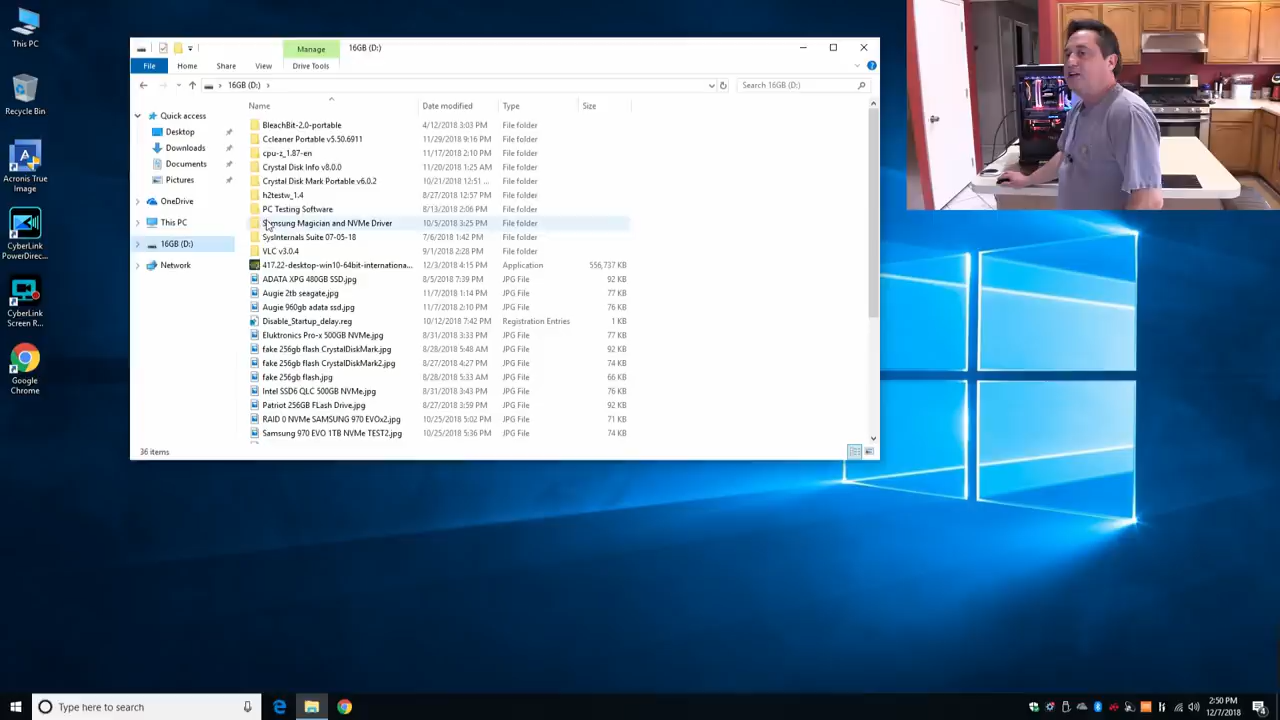 This PC
Recycle Bin
Acronis True
Image
CyberLink
PowerDirec...
CyberLink
Screen R...
Google
Chrome
Manage
16GB (D:)
File
Home
Share
View
Drive Tools
16GB (D:)
Search 16GB (D:)
Quick access
Desktop
Downloads
Documents
Pictures
OneDrive
This PC
16GB (D:)
Network
Name Date modified Type Size
BleachBit-2.0-portable 4/12/2018 3:03 PM File folder
Ccleaner Portable v5.50.6911 11/29/2018 9:16 PM File folder
cpu-z_1.87-en 11/17/2018 2:10 PM File folder
Crystal Disk Info v8.0.0 11/20/2018 1:25 AM File folder
Crystal Disk Mark Portable v6.0.2 10/21/2018 12:51 ... File folder
h2testw_1.4 8/27/2018 12:57 PM File folder
PC Testing Software 8/13/2018 2:06 PM File folder
Samsung Magician and NVMe Driver 10/5/2018 3:25 PM File folder
SysInternals Suite 07-05-18 7/6/2018 1:42 PM File folder
VLC v3.0.4 9/1/2018 2:28 PM File folder
417.22-desktop-win10-64bit-internationa... 12/3/2018 4:15 PM Application 556,737 KB
ADATA XPG 480GB SSD.jpg 8/5/2018 7:39 PM JPG File 92 KB
Augie 2tb seagate.jpg 11/7/2018 1:14 PM JPG File 77 KB
Augie 960gb adata ssd.jpg 11/7/2018 2:10 PM JPG File 76 KB
Disable_Startup_delay.reg 10/12/2018 7:42 PM Registration Entries 1 KB
Eluktronics Pro-x 500GB NVMe.jpg 8/31/2018 3:33 PM JPG File 77 KB
fake 256gb flash CrystalDiskMark.jpg 8/28/2018 5:48 AM JPG File 92 KB
fake 256gb flash CrystalDiskMark2.jpg 8/28/2018 4:27 PM JPG File 74 KB
fake 256gb flash.jpg 8/28/2018 5:33 AM JPG File 66 KB
Intel SSD6 QLC 500GB NVMe.jpg 8/31/2018 3:43 PM JPG File 76 KB
Patriot 256GB FLash Drive.jpg 8/27/2018 3:59 PM JPG File 92 KB
RAID 0 NVMe SAMSUNG 970 EVOx2.jpg 10/25/2018 5:02 PM JPG File 71 KB
Samsung 970 EVO 1TB NVMe TEST2.jpg 10/25/2018 5:36 PM JPG File 74 KB
36 items
Type here to search
2:50 PM
12/7/2018